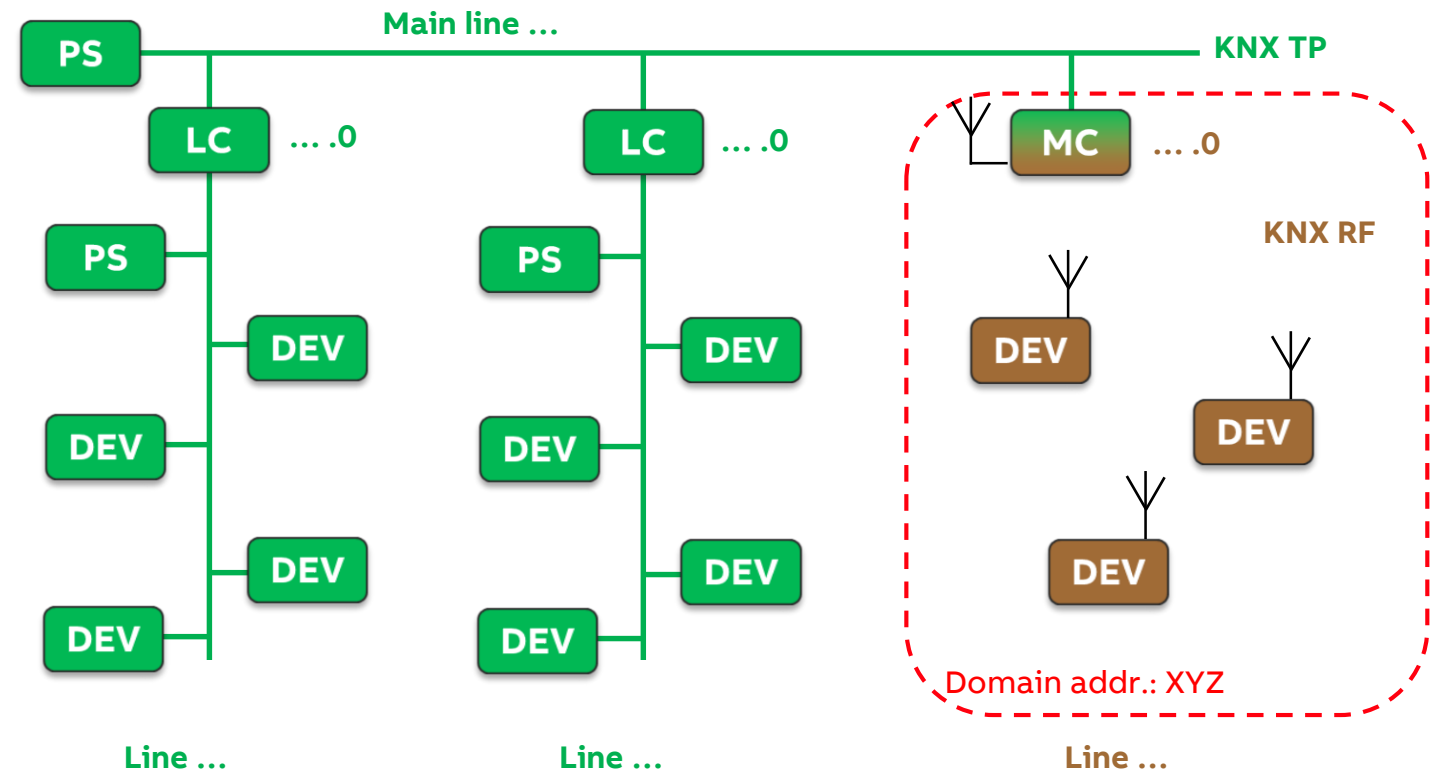 Main line ...
PS
KNX TP
LC
... .0
LC
... .0
MC
... .0
KNX RF
PS
PS
DEV
DEV
DEV
DEV
DEV
DEV
DEV
DEV
DEV
DEV
DEV
Domain addr.: XYZ
Line ...
Line ...
Line ...